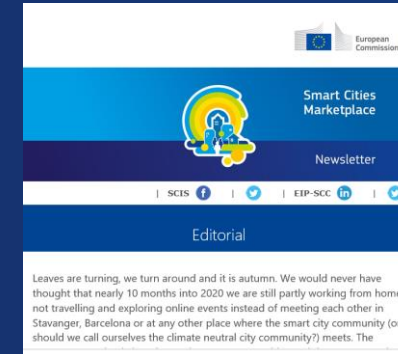 European
Commission
Smart Cities
Marketplace
Newsletter
| SCIS | | EIP-SCC |
Editorial
Leaves are turning, we turn around and it is autumn. We would never have
thought that nearly 10 months into 2020 we are still partly working from home
not travelling and exploring online events instead of meeting each other in
Stavanger, Barcelona or at any other place where the smart city community (or
should we call ourselves the climate neutral city community?) meets. The